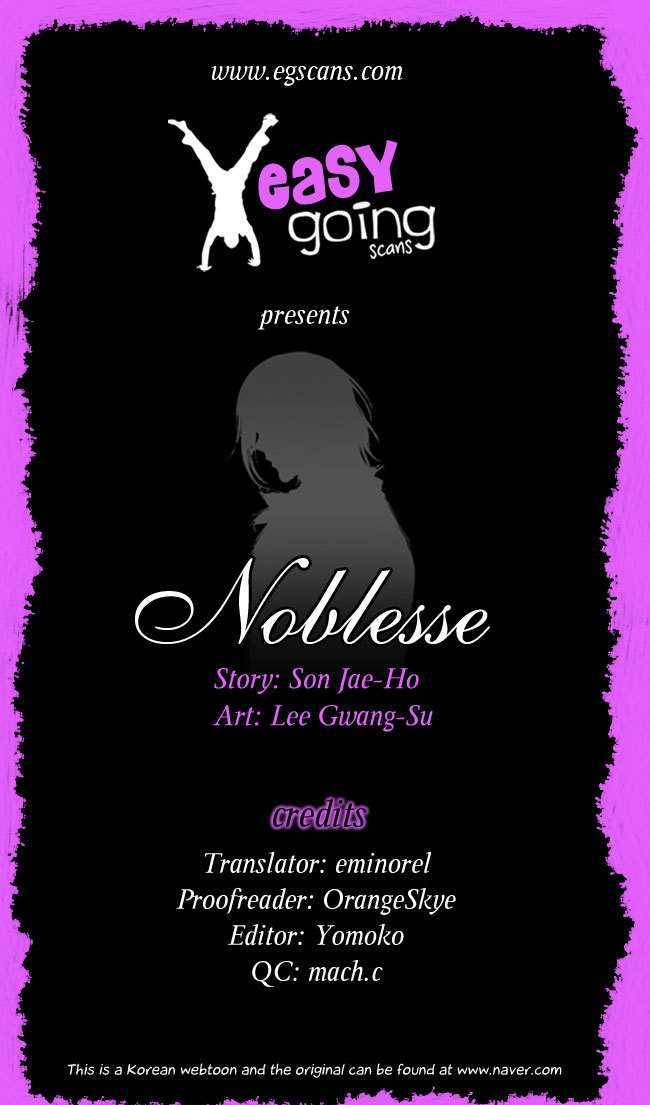 www.egscans.com
easy
going
scans
presents
Noblesse
Story: Son Jae-Ho
Art: Lee Gwang-Su
credits
Translator: eminorel
Proofreader: OrangeSkye
Editor: Yomoko
QC: mach.c
This is a Korean webtoon and the original can be found at www.naver.com